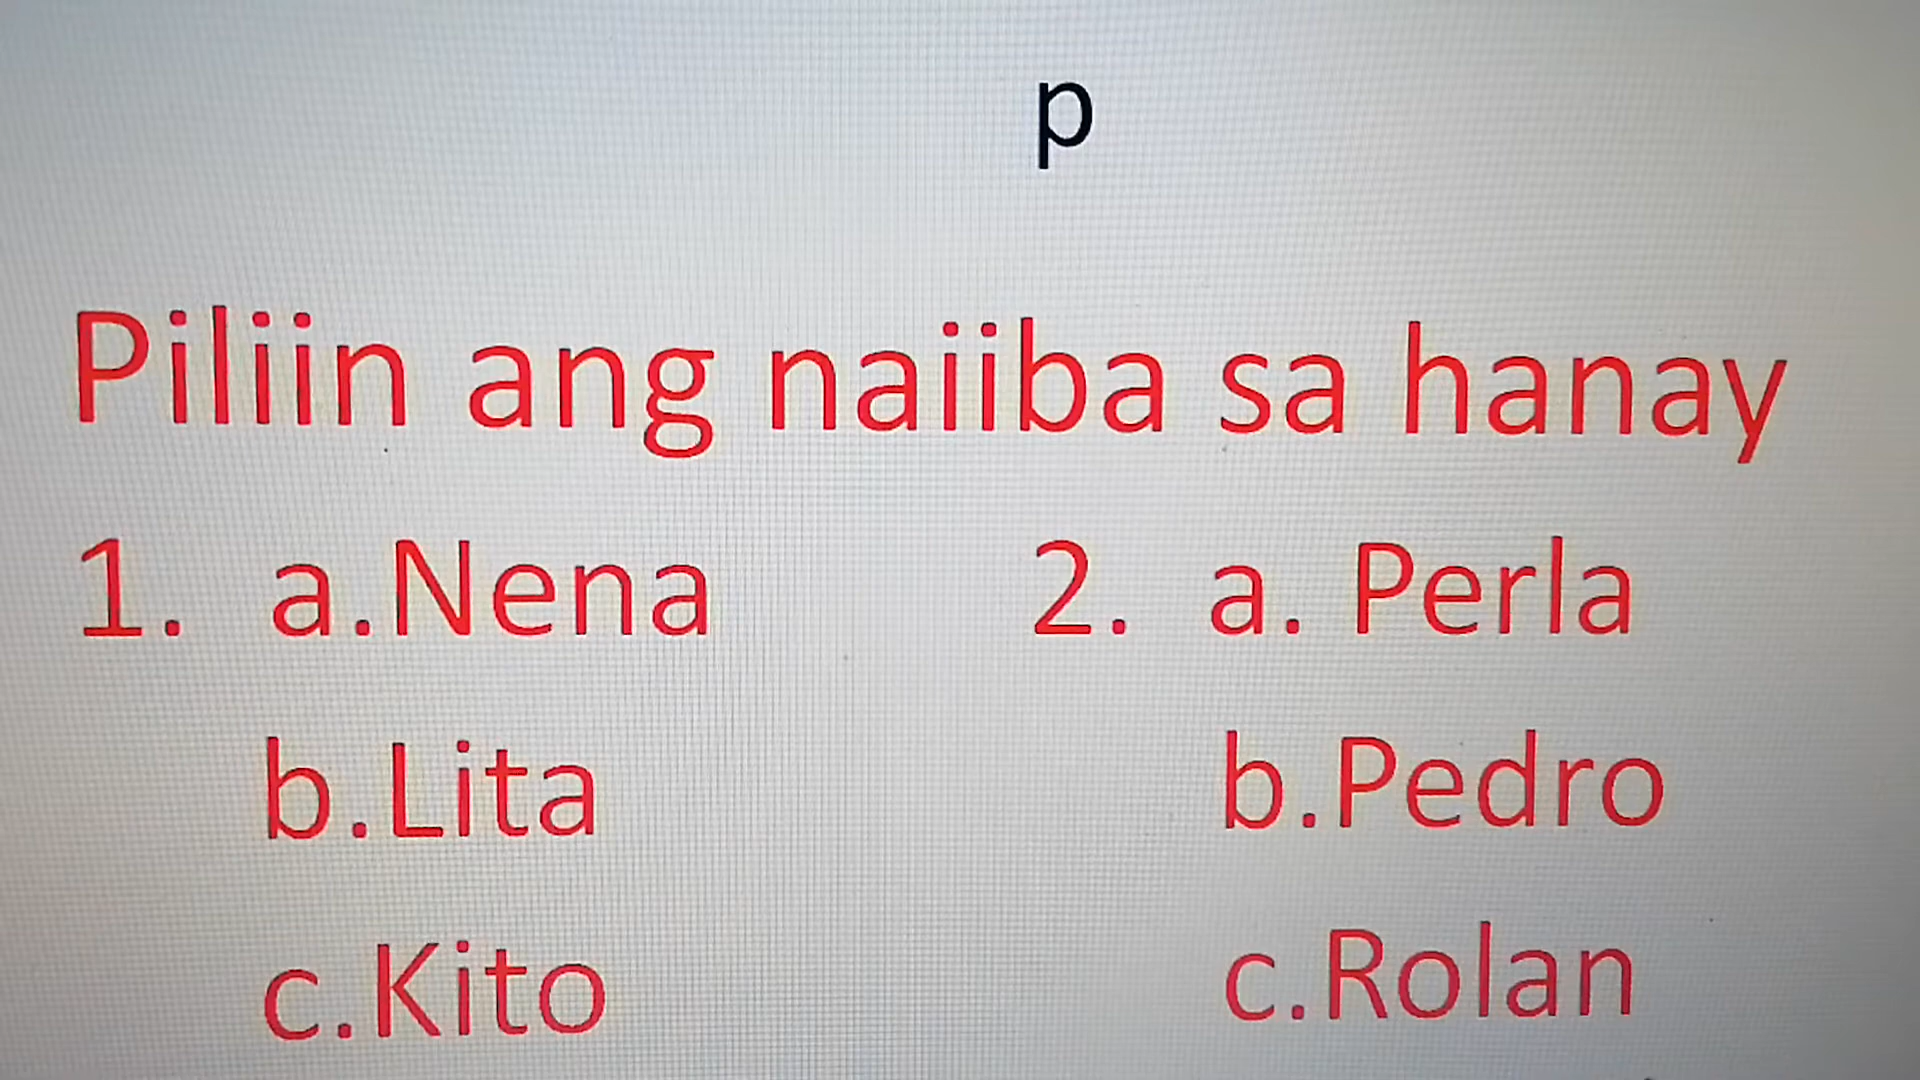 p
Piliin ang naiiba sa hanay
1. a.Nena 2. a. Perla
b.Lita b.Pedro
c.Kito c.Rolan